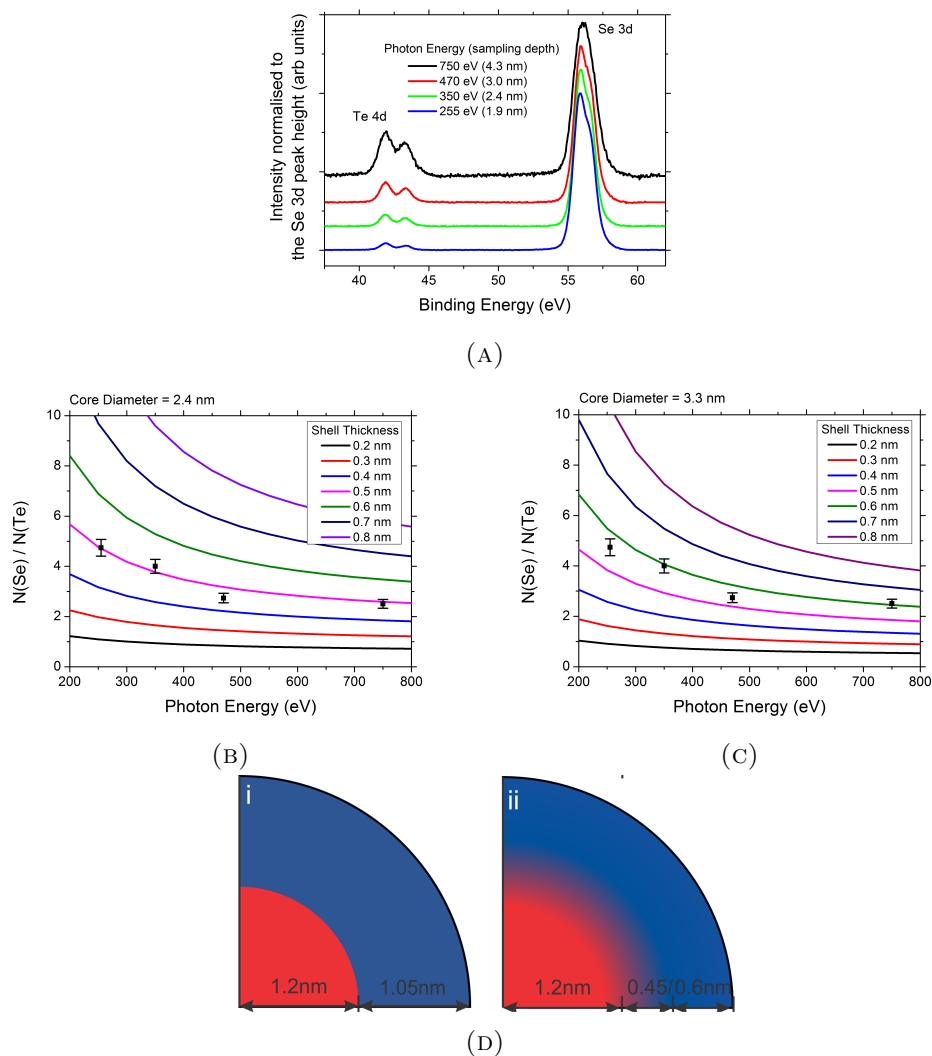 Intensity normalised to
the Se 3d peak height (arb units)
Se 3d
Photon Energy (sampling depth)
750 eV (4.3 nm)
470 eV (3.0 nm)
350 eV (2.4 nm)
255 eV (1.9 nm)
Te 4d
40 45 50 55 60
Binding Energy (eV)
(A)
Core Diameter = 2.4 nm
N(Se) / N(Te)
10
8
6
4
2
0
Shell Thickness
0.2 nm
0.3 nm
0.4 nm
0.5 nm
0.6 nm
0.7 nm
0.8 nm
200 300 400 500 600 700 800
Photon Energy (eV)
(B)
Core Diameter = 3.3 nm
N(Se) / N(Te)
10
8
6
4
2
0
Shell Thickness
0.2 nm
0.3 nm
0.4 nm
0.5 nm
0.6 nm
0.7 nm
0.8 nm
200 300 400 500 600 700 800
Photon Energy (eV)
(C)
i
1.2nm 1.05nm
ii
1.2nm 0.45/0.6nm
(D)